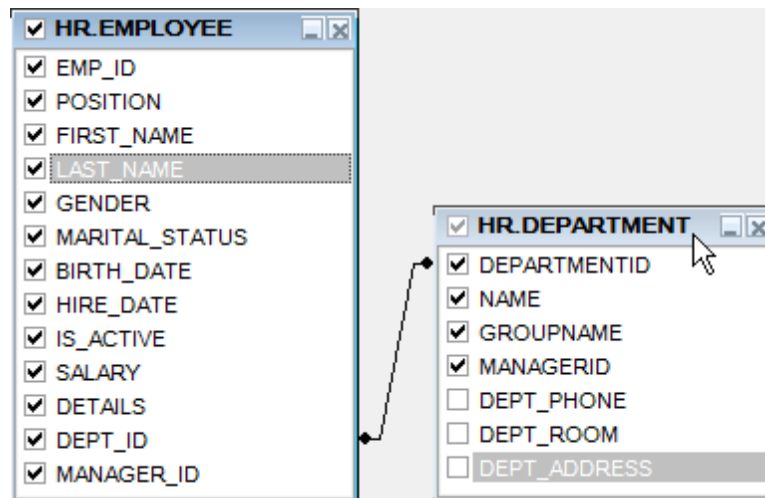 HR.EMPLOYEE
EMP_ID
POSITION
FIRST_NAME
LAST_NAME
GENDER
MARITAL_STATUS
BIRTH_DATE
HIRE_DATE
IS_ACTIVE
SALARY
DETAILS
DEPT_ID
MANAGER_ID
HR.DEPARTMENT
DEPARTMENTID
NAME
GROUPNAME
MANAGERID
DEPT_PHONE
DEPT_ROOM
DEPT_ADDRESS